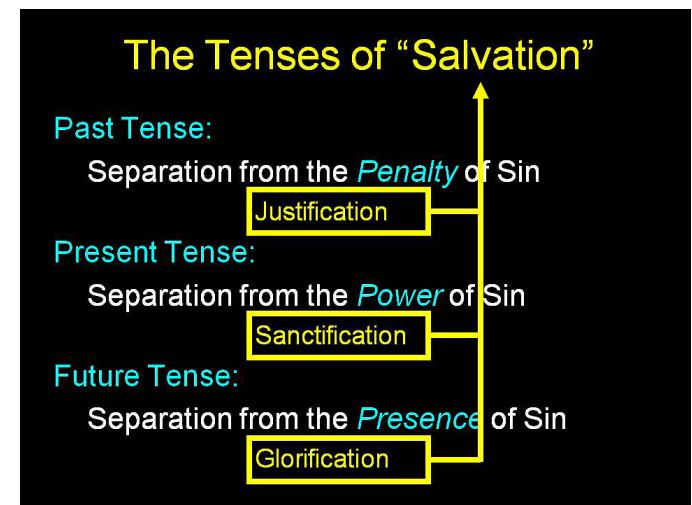 The Tenses of “Salvation”
Past Tense:
Separation from the Penalty of Sin
Justification
Present Tense:
Separation from the Power of Sin
Sanctification
Future Tense:
Separation from the Presence of Sin
Glorification